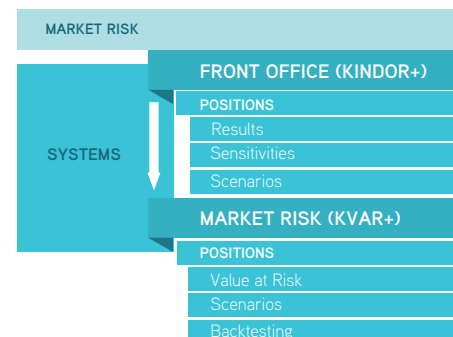 MARKET RISK
FRONT OFFICE (KINDOR+)
POSITIONS
Results
Sensitivities
Scenarios
SYSTEMS
MARKET RISK (KVAR+)
POSITIONS
Value at Risk
Scenarios
Backtesting